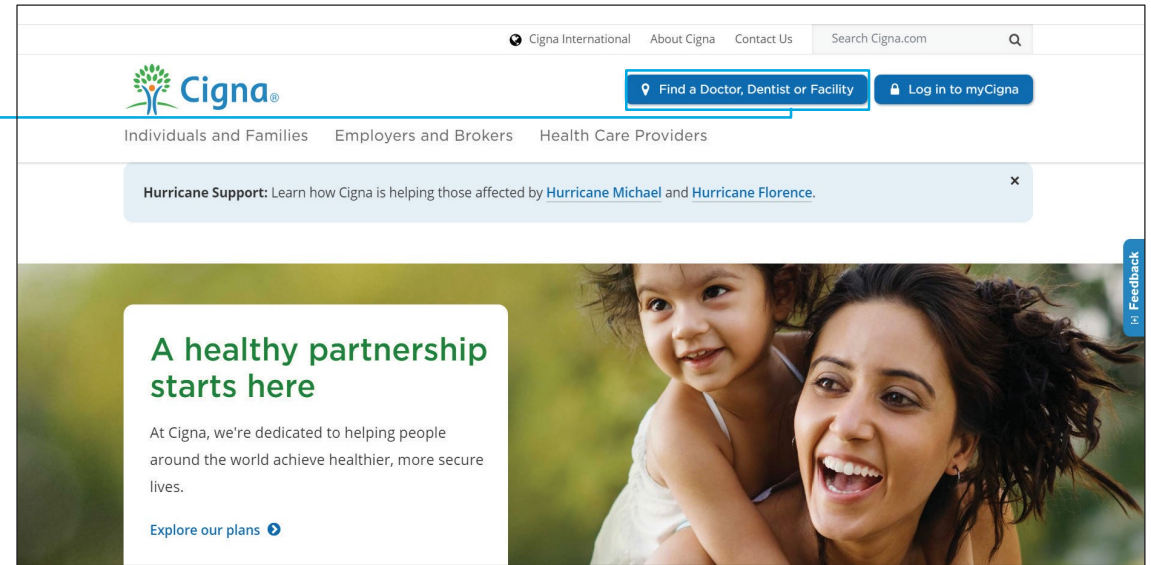 Cigna International About Cigna Contact Us Search Cigna.com
Cigna®
Find a Doctor, Dentist or Facility
Log in to myCigna
Individuals and Families Employers and Brokers Health Care Providers
Hurricane Support: Learn how Cigna is helping those affected by Hurricane Michael and Hurricane Florence. ×
[+] Feedback
A healthy partnership
starts here
At Cigna, we're dedicated to helping people
around the world achieve healthier, more secure
lives.
Explore our plans